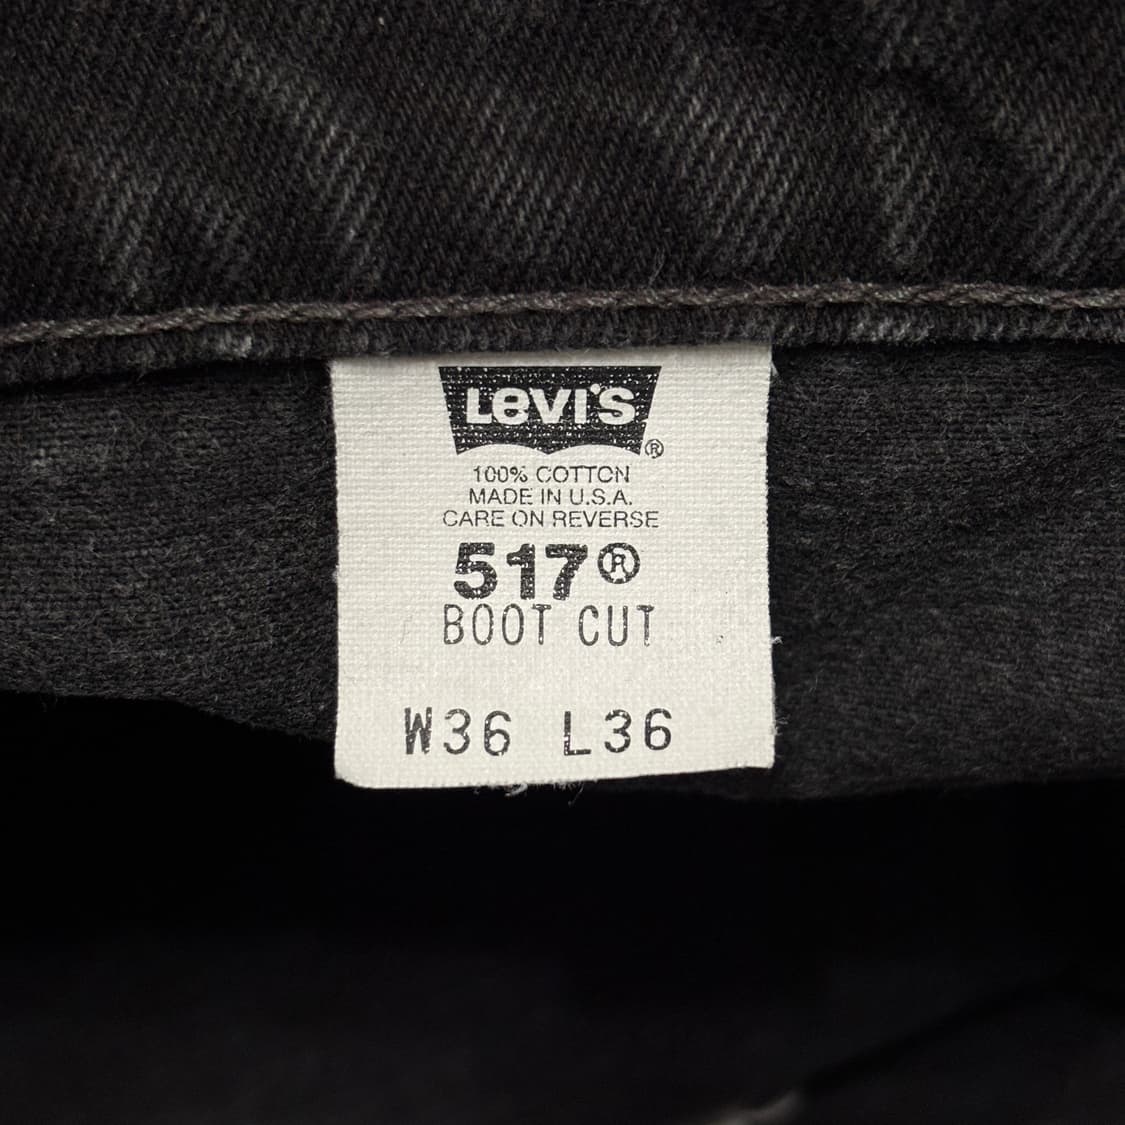 Levi's®
100% COTTON
MADE IN U.S.A.
CARE ON REVERSE
517®
BOOT CUT
W36 L36